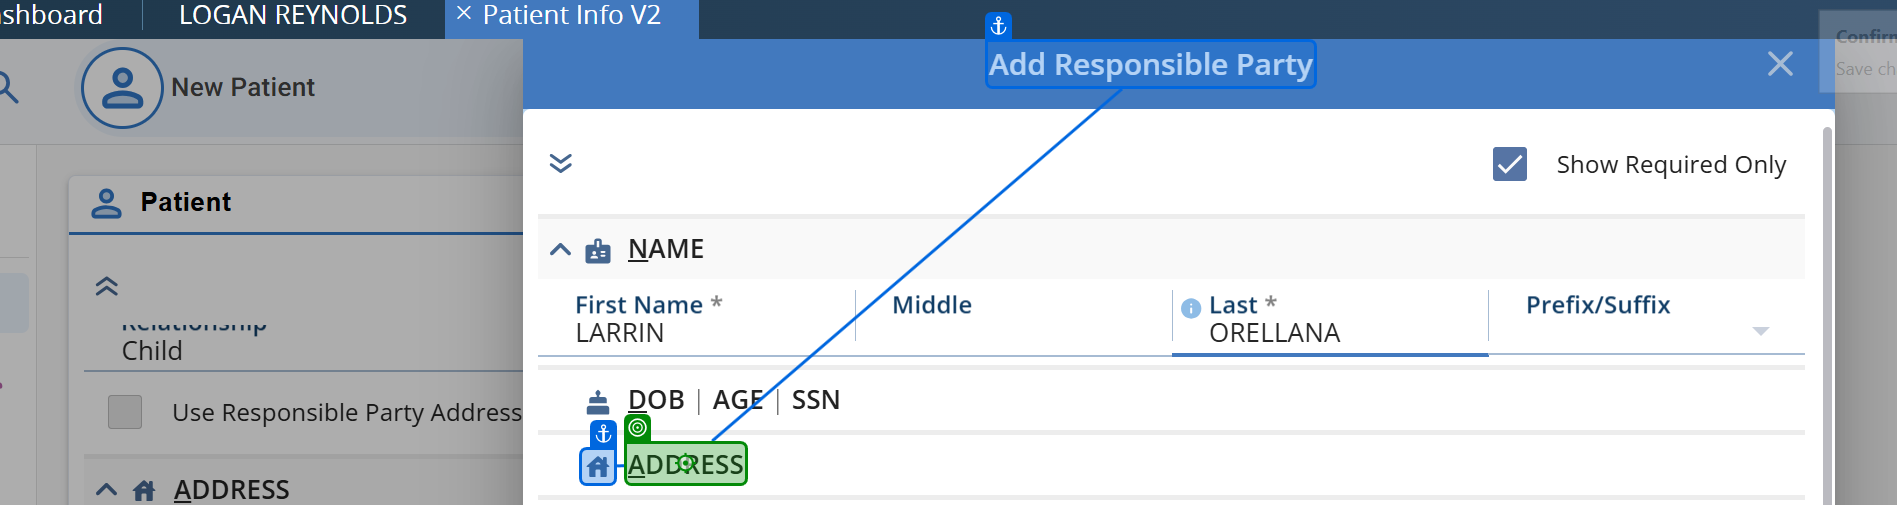 shboard
LOGAN REYNOLDS
Patient Info V2
Add Responsible Party
Confirm
Save ch
New Patient
Show Required Only
Patient
NAME
First Name *
Middle
Last *
Prefix/Suffix
LARRIN
ORELLANA
Relationship
Child
DOB | AGE | SSN
Use Responsible Party Address
ADDRESS
ADDRESS